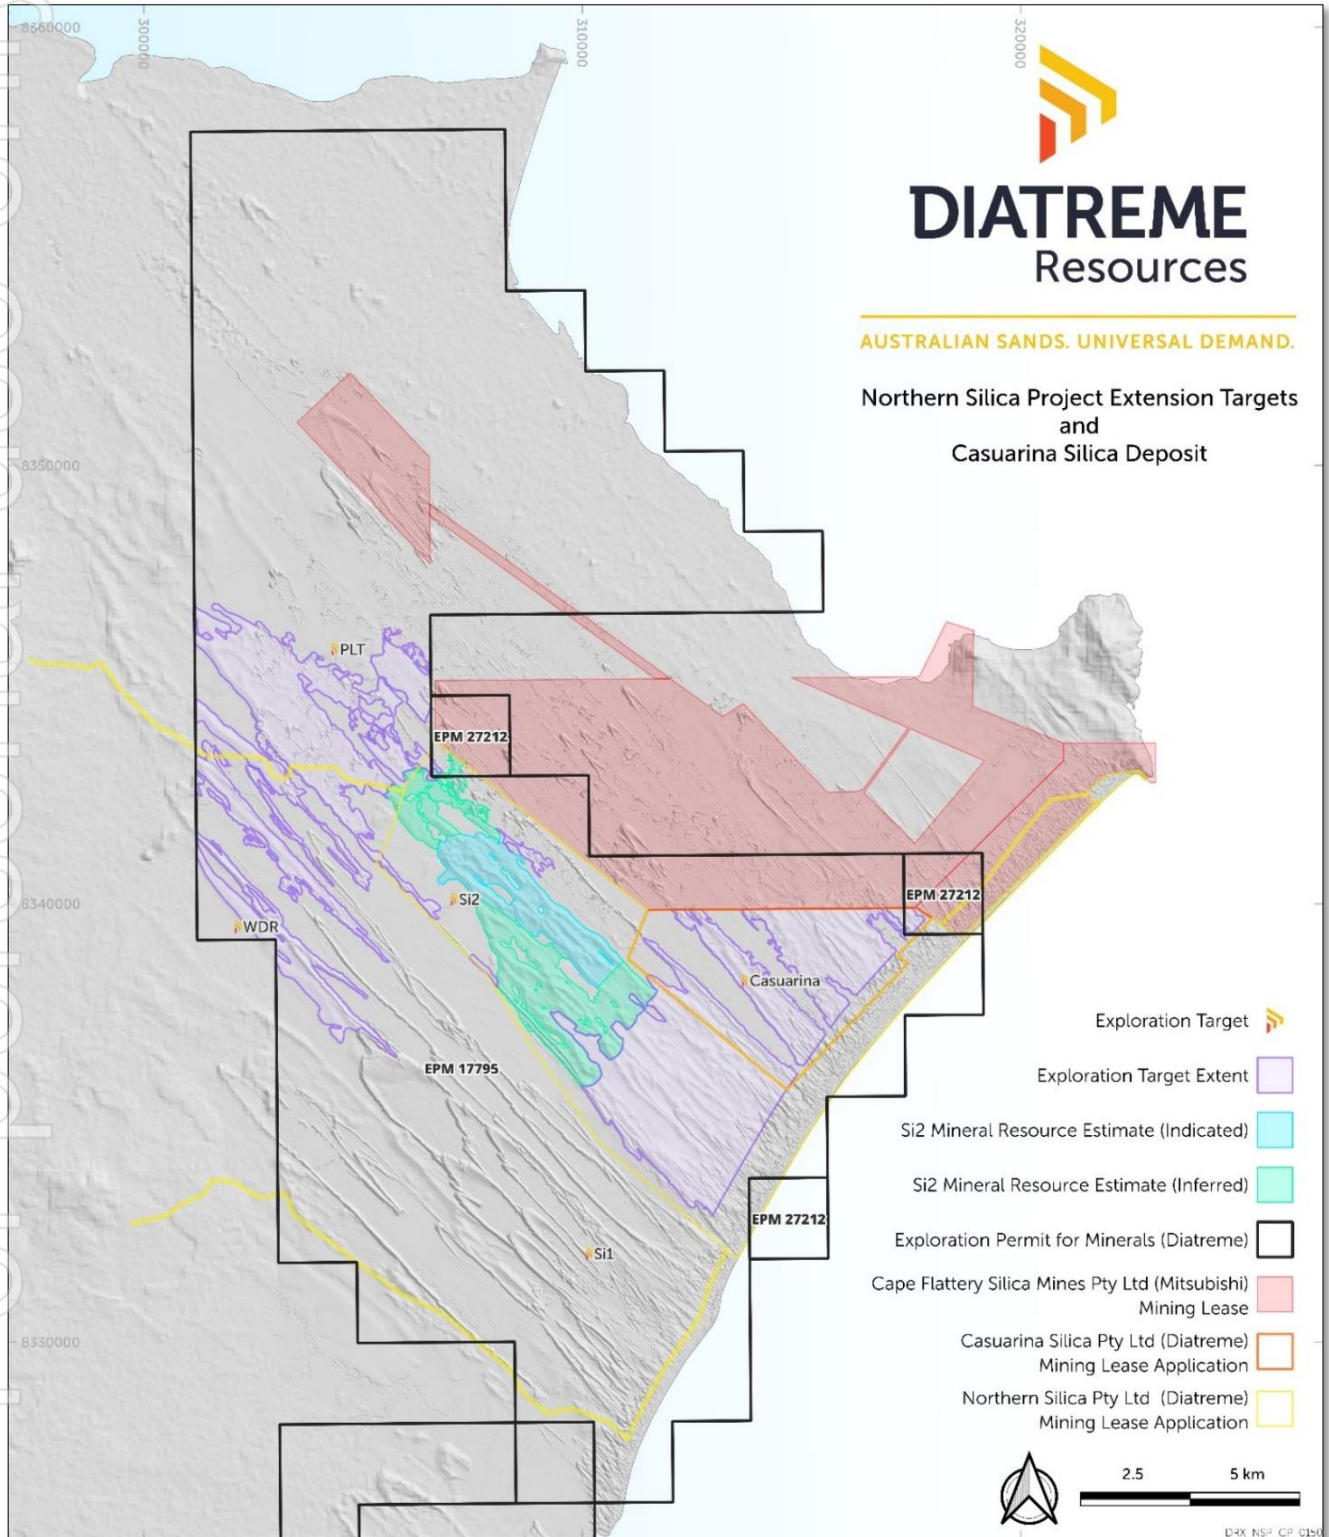 8360000
300000
310000
320000
DIATREME
Resources
AUSTRALIAN SANDS. UNIVERSAL DEMAND.
Northern Silica Project Extension Targets
and
Casuarina Silica Deposit
8350000
PLT
EPM 27212
8340000
Si2
EPM 27212
WDR
Casuarina
EPM 17795
EPM 27212
Si1
8330000
Exploration Target
Exploration Target Extent
Si2 Mineral Resource Estimate (Indicated)
Si2 Mineral Resource Estimate (Inferred)
Exploration Permit for Minerals (Diatreme)
Cape Flattery Silica Mines Pty Ltd (Mitsubishi)
Mining Lease
Casuarina Silica Pty Ltd (Diatreme)
Mining Lease Application
Northern Silica Pty Ltd (Diatreme)
Mining Lease Application
2.5 5 km